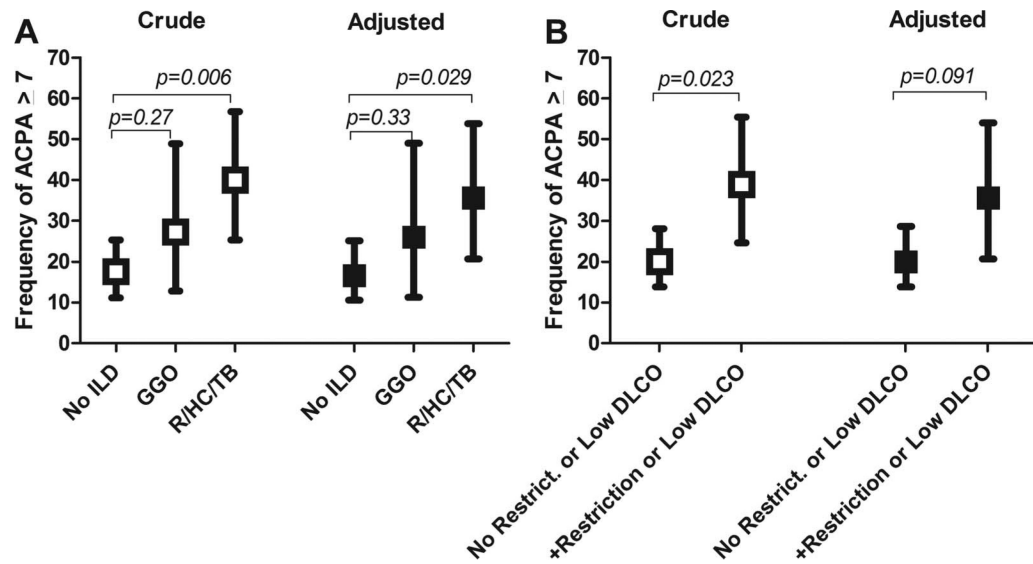 A
Crude
Adjusted
Frequency of ACPA ≥ 7
70
60
50
40
30
20
10
0
p=0.006
p=0.27
p=0.029
p=0.33
No ILD
GGO
R/HC/TB
No ILD
GGO
R/HC/TB
B
Crude
Adjusted
Frequency of ACPA ≥ 7
70
60
50
40
30
20
10
0
p=0.023
p=0.091
No Restrict. or Low DLCO
+Restriction or Low DLCO
No Restrict. or Low DLCO
+Restriction or Low DLCO